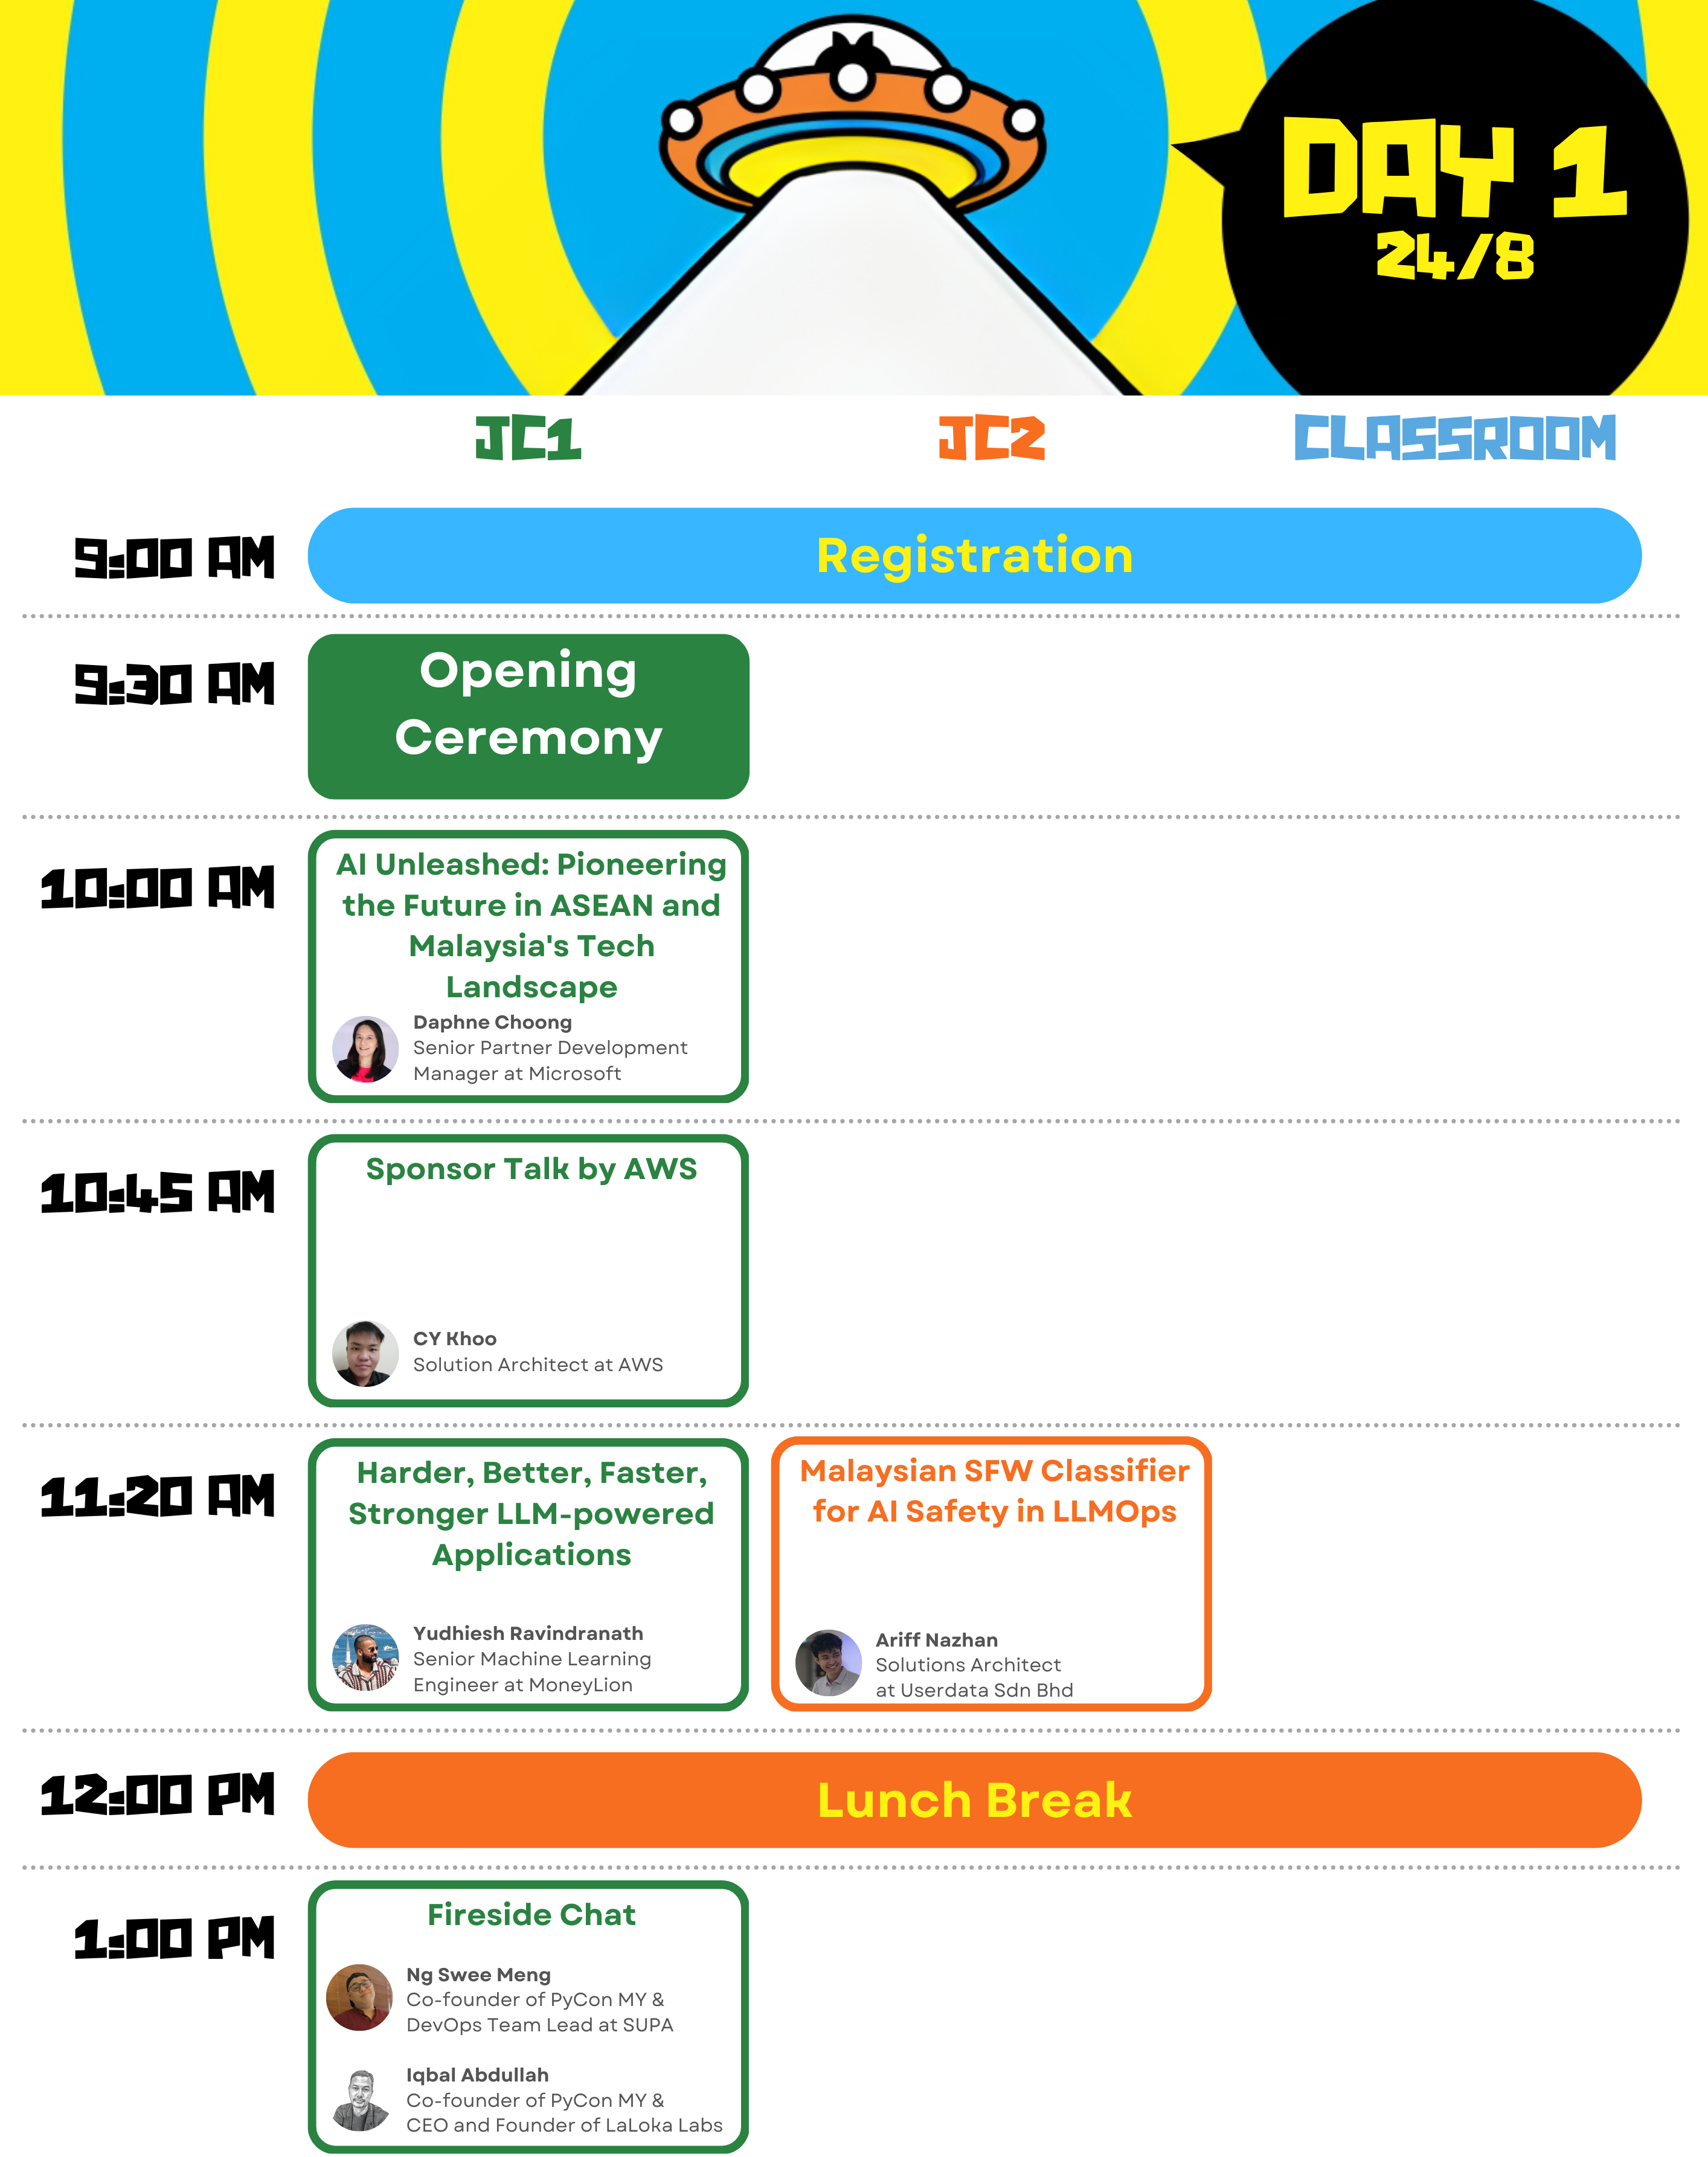 DAY 1
24/8
JC1
JC2
CLASSROOM
9:00 AM
Registration
9:30 AM
Opening
Ceremony
10:00 AM
AI Unleashed: Pioneering
the Future in ASEAN and
Malaysia's Tech
Landscape
Daphne Choong
Senior Partner Development
Manager at Microsoft
10:45 AM
Sponsor Talk by AWS
CY Khoo
Solution Architect at AWS
11:20 AM
Harder, Better, Faster,
Stronger LLM-powered
Applications
Yudhiesh Ravindranath
Senior Machine Learning
Engineer at MoneyLion
Malaysian SFW Classifier
for AI Safety in LLMOps
Ariff Nazhan
Solutions Architect
at Userdata Sdn Bhd
12:00 PM
Lunch Break
1:00 PM
Fireside Chat
Ng Swee Meng
Co-founder of PyCon MY &
DevOps Team Lead at SUPA
Iqbal Abdullah
Co-founder of PyCon MY &
CEO and Founder of LaLoka Labs